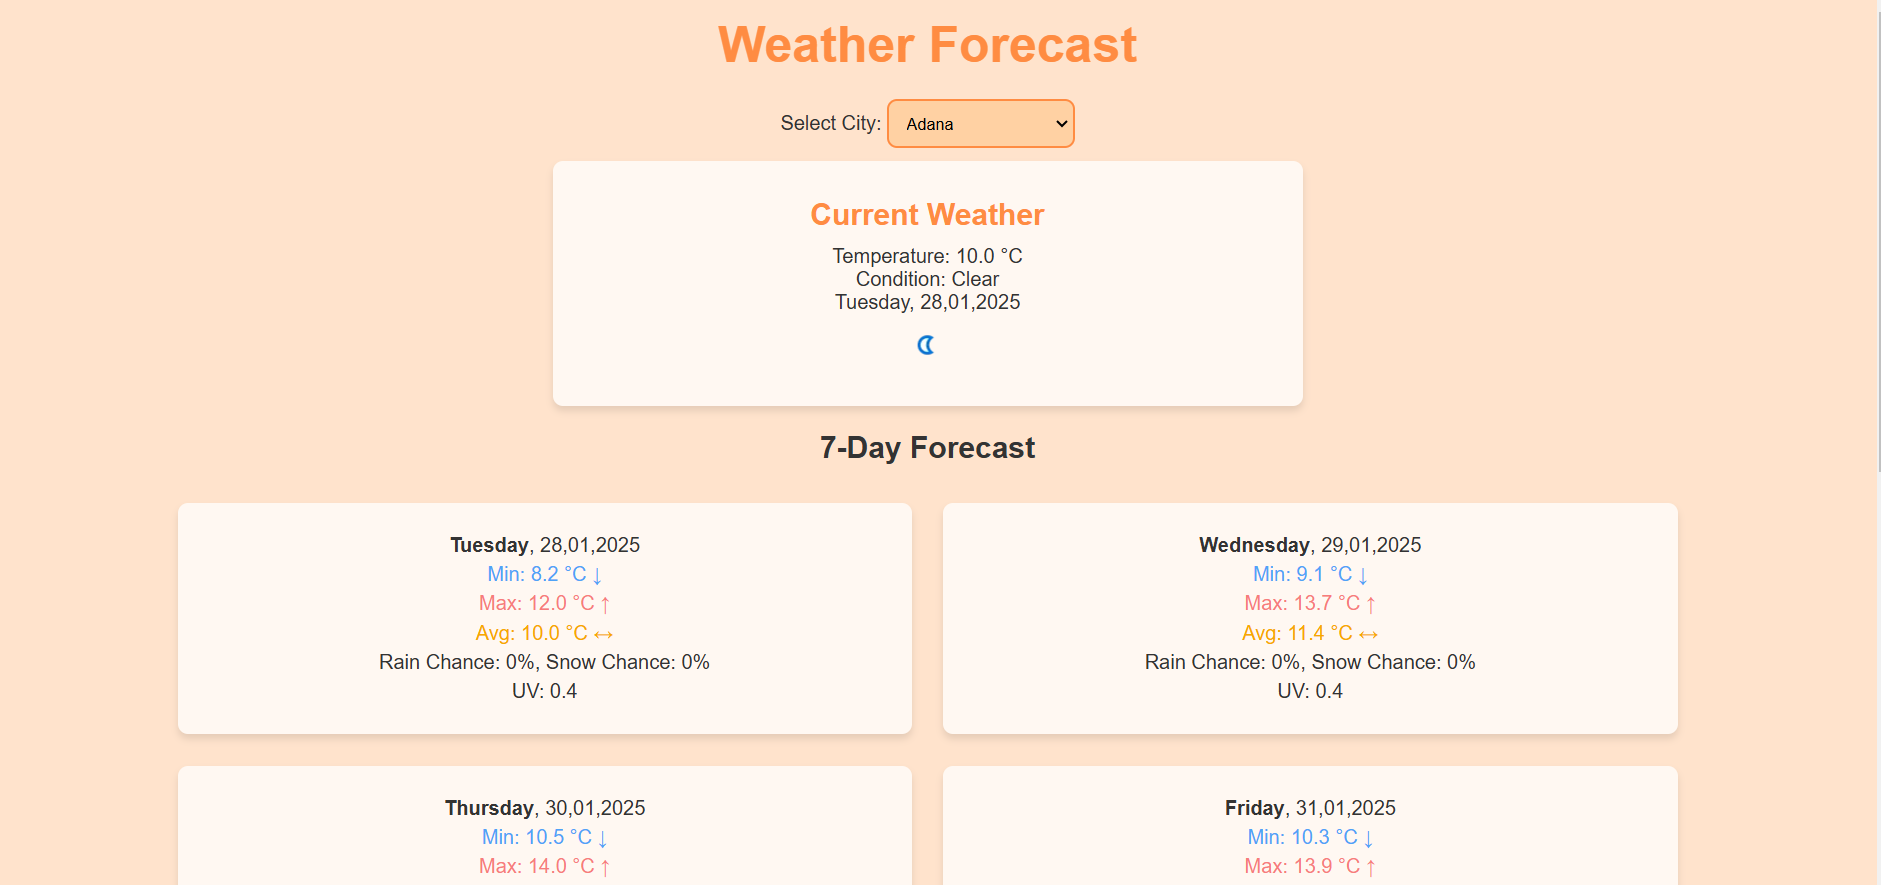 Weather Forecast
Select City: Adana
Current Weather
Temperature: 10.0 °C
Condition: Clear
Tuesday, 28,01,2025
7-Day Forecast
Tuesday, 28,01,2025
Min: 8.2 °C ↓
Max: 12.0 °C ↑
Avg: 10.0 °C ↔
Rain Chance: 0%, Snow Chance: 0%
UV: 0.4
Wednesday, 29,01,2025
Min: 9.1 °C ↓
Max: 13.7 °C ↑
Avg: 11.4 °C ↔
Rain Chance: 0%, Snow Chance: 0%
UV: 0.4
Thursday, 30,01,2025
Min: 10.5 °C ↓
Max: 14.0 °C ↑
Friday, 31,01,2025
Min: 10.3 °C ↓
Max: 13.9 °C ↑